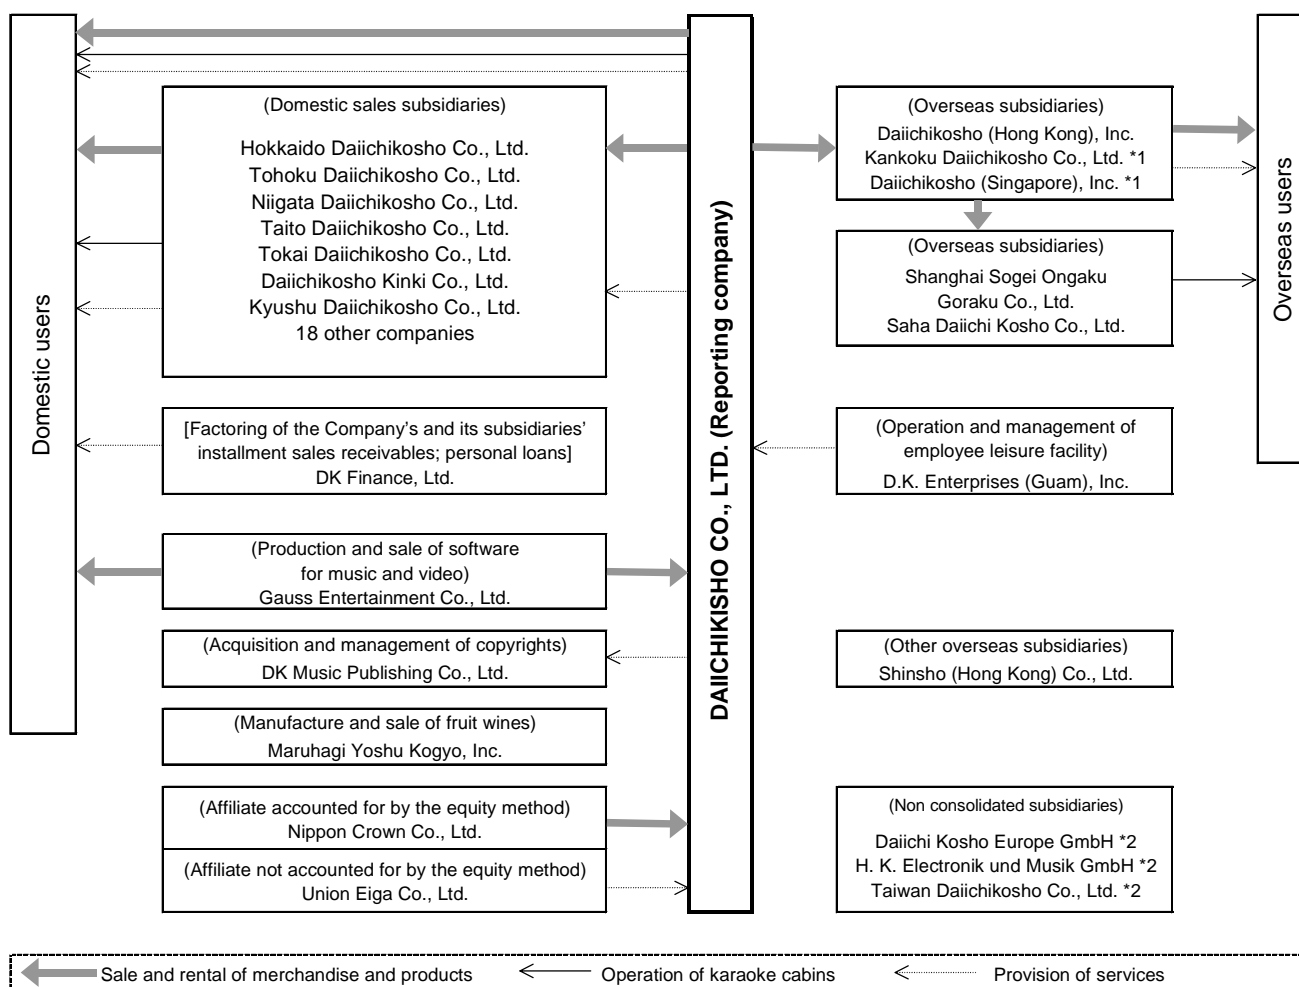 Domestic users
(Domestic sales subsidiaries)
Hokkaido Daiichikosho Co., Ltd.
Tohoku Daiichikosho Co., Ltd.
Niigata Daiichikosho Co., Ltd.
Taito Daiichikosho Co., Ltd.
Tokai Daiichikosho Co., Ltd.
Daiichikosho Kinki Co., Ltd.
Kyushu Daiichikosho Co., Ltd.
18 other companies
[Factoring of the Company's and its subsidiaries'
installment sales receivables; personal loans]
DK Finance, Ltd.
(Production and sale of software
for music and video)
Gauss Entertainment Co., Ltd.
(Acquisition and management of copyrights)
DK Music Publishing Co., Ltd.
(Manufacture and sale of fruit wines)
Maruhagi Yoshu Kogyo, Inc.
(Affiliate accounted for by the equity method)
Nippon Crown Co., Ltd.
(Affiliate not accounted for by the equity method)
Union Eiga Co., Ltd.
DAIICHIKISHO CO., LTD. (Reporting company)
(Overseas subsidiaries)
Daiichikosho (Hong Kong), Inc.
Kankoku Daiichikosho Co., Ltd. *1
Daiichikosho (Singapore), Inc. *1
(Overseas subsidiaries)
Shanghai Sogei Ongaku
Goraku Co., Ltd.
Saha Daiichi Kosho Co., Ltd.
(Operation and management of
employee leisure facility)
D.K. Enterprises (Guam), Inc.
(Other overseas subsidiaries)
Shinsho (Hong Kong) Co., Ltd.
(Non consolidated subsidiaries)
Daiichi Kosho Europe GmbH *2
H. K. Electronik und Musik GmbH *2
Taiwan Daiichikosho Co., Ltd. *2
Overseas users
Sale and rental of merchandise and products
Operation of karaoke cabins
Provision of services